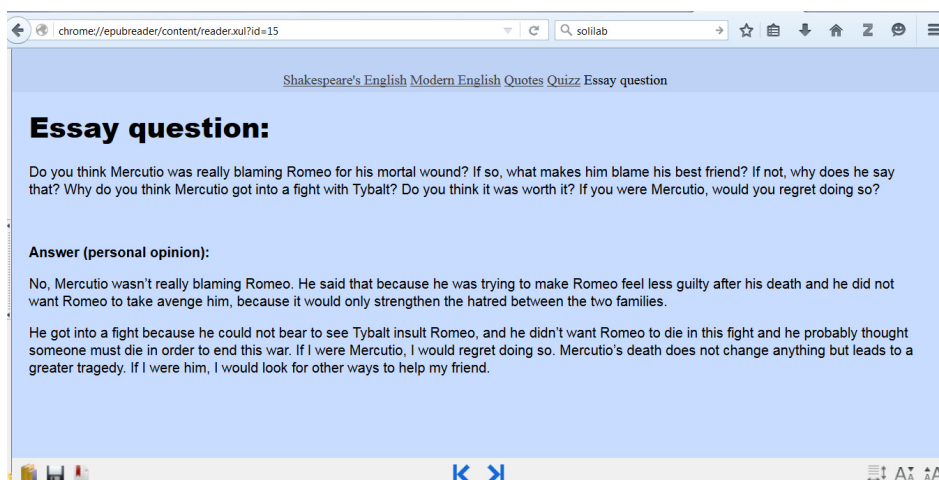 chrome://epubreader/content/reader.xul?id=15
solilab
Shakespeare's English Modern English Quotes Quizz Essay question
Essay question:
Do you think Mercutio was really blaming Romeo for his mortal wound? If so, what makes him blame his best friend? If not, why does he say
that? Why do you think Mercutio got into a fight with Tybalt? Do you think it was worth it? If you were Mercutio, would you regret doing so?
Answer (personal opinion):
No, Mercutio wasn't really blaming Romeo. He said that because he was trying to make Romeo feel less guilty after his death and he did not
want Romeo to take avenge him, because it would only strengthen the hatred between the two families.
He got into a fight because he could not bear to see Tybalt insult Romeo, and he didn't want Romeo to die in this fight and he probably thought
someone must die in order to end this war. If I were Mercutio, I would regret doing so. Mercutio's death does not change anything but leads to a
greater tragedy. If I were him, I would look for other ways to help my friend.